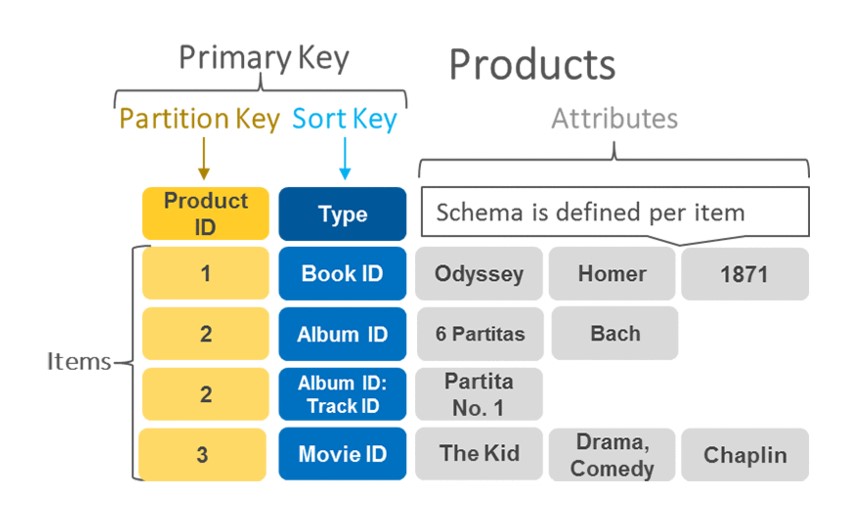 Primary Key
Products
Partition Key
Sort Key
Attributes
Product
ID
Type
Schema is defined per item
Items
1
Book ID
Odyssey
Homer
1871
2
Album ID
6 Partitas
Bach
2
Album ID:
Track ID
Partita
No. 1
3
Movie ID
The Kid
Drama,
Comedy
Chaplin